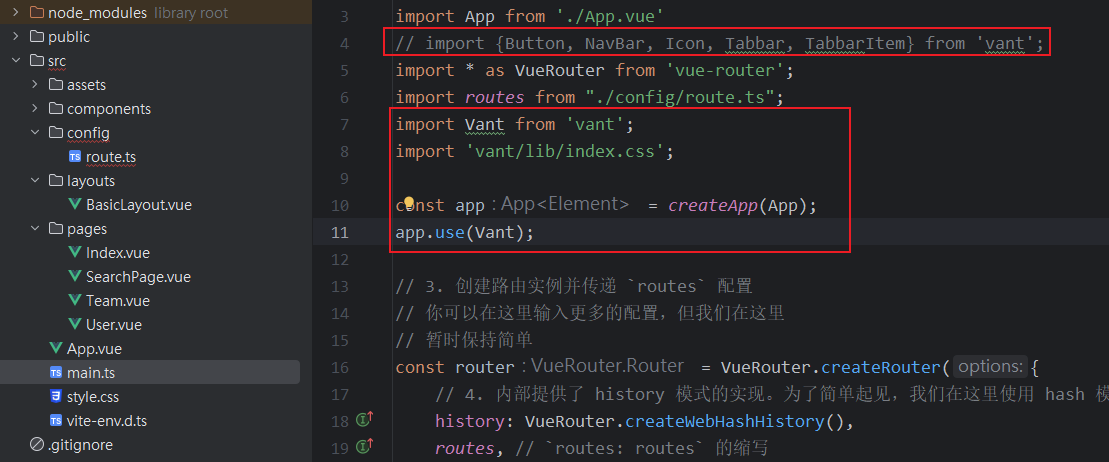 node_modules library root
public
src
assets
components
config
route.ts
layouts
BasicLayout.vue
pages
Index.vue
SearchPage.vue
Team.vue
User.vue
App.vue
main.ts
style.css
vite-env.d.ts
.gitignore
3 import App from './App.vue'
4 // import {Button, NavBar, Icon, Tabbar, TabbarItem} from 'vant';
5 import * as VueRouter from 'vue-router';
6 import routes from "./config/route.ts";
7 import Vant from 'vant';
8 import 'vant/lib/index.css';
9
10 const app : App<Element> = createApp(App);
11 app.use(Vant);
12
13 // 3. 创建路由实例并传递 `routes` 配置
14 // 你可以在这里输入更多的配置，但我们在这里
15 // 暂时保持简单
16 const router : VueRouter.Router = VueRouter.createRouter( options: {
17 // 4. 内部提供了 history 模式的实现。为了简单起见，我们在这里使用 hash 模
18 history: VueRouter.createWebHashHistory(),
19 routes, // `routes: routes` 的缩写